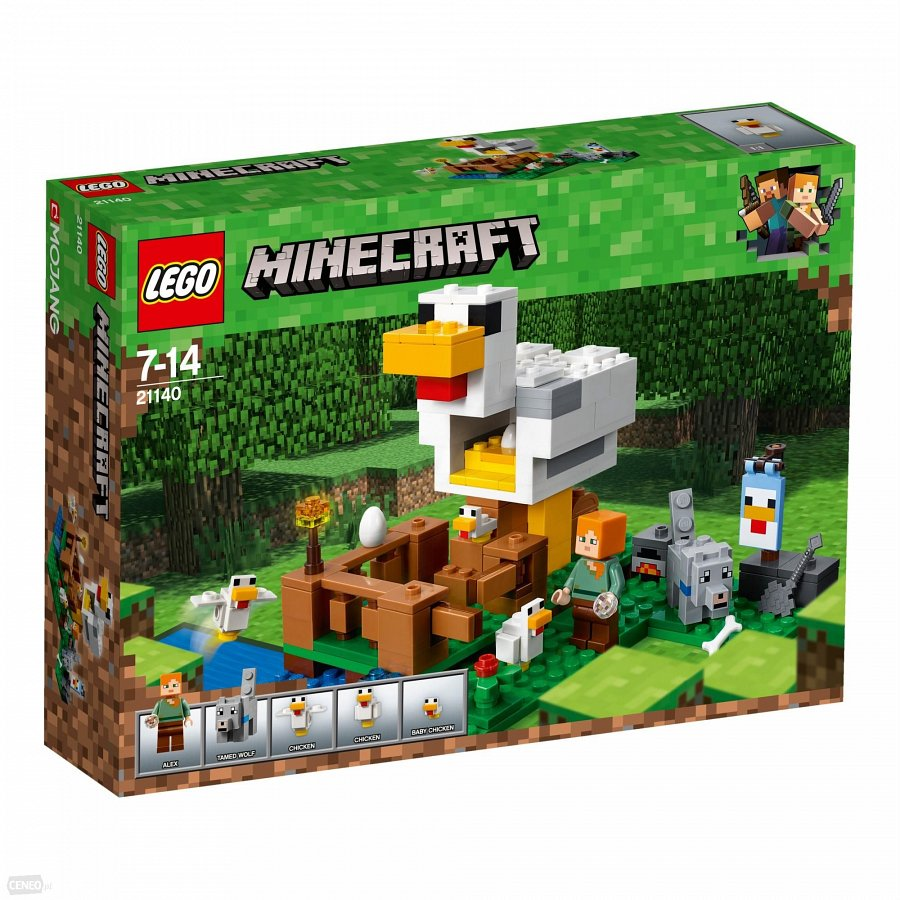 LEGO
MINECRAFT
21140
21140
MOJANG
LEGO
MINECRAFT
LEGO
MINECRAFT
7-14
21140
ALEX
TAMED WOLF
CHICKEN
CHICKEN
BABY CHICKEN
CENEO.pl